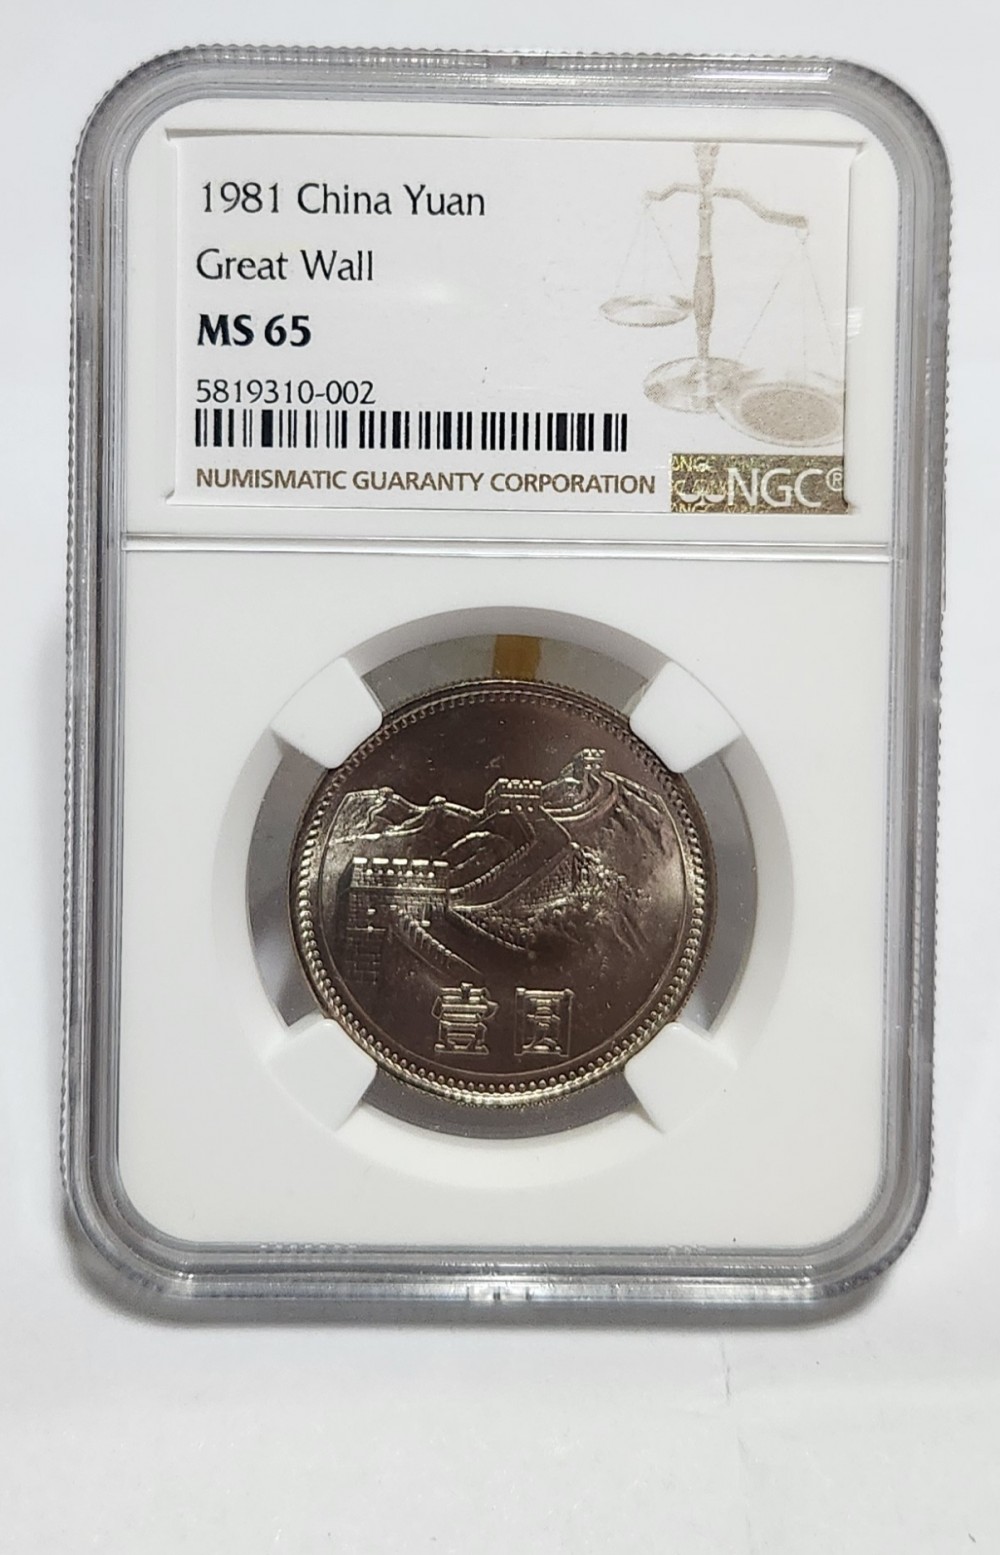 1981 China Yuan
Great Wall
MS 65
5819310-002
NUMISMATIC GUARANTY CORPORATION
NGC®
壹圆